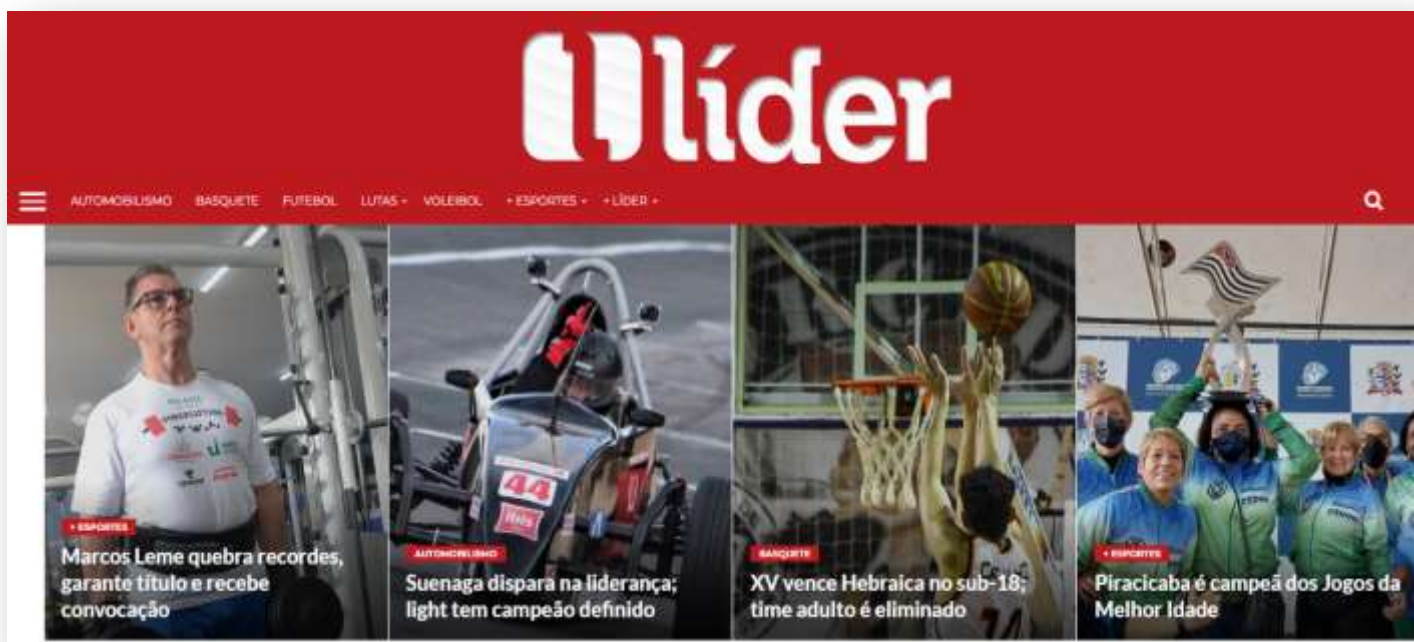 líder
AUTOMOBILISMO BASQUETE FUTEBOL LUTAS VOLEIBOL + ESPORTES + LÍDER
+ ESPORTES
Marcos Leme quebra recordes,
garante título e recebe
convocação
44
AUTOMOBILISMO
Suenaga dispara na liderança;
light tem campeão definido
BASQUETE
XV vence Hebraica no sub-18;
time adulto é eliminado
+ ESPORTES
Piracicaba é campeã dos Jogos da
Melhor Idade